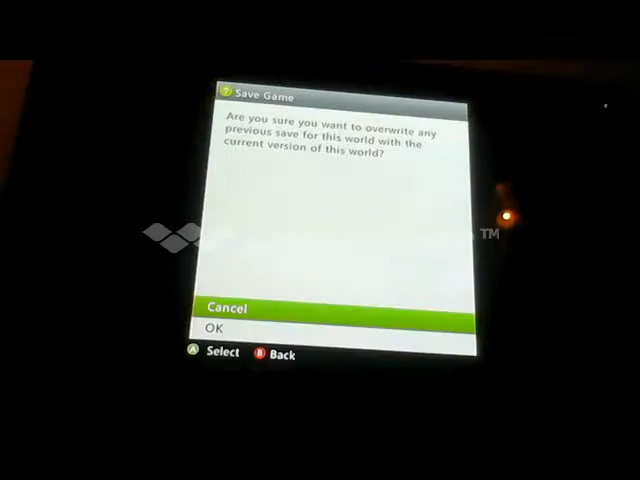 Save Game
Are you sure you want to overwrite any
previous save for this world with the
current version of this world?
TM
Cancel
OK
A Select B Back